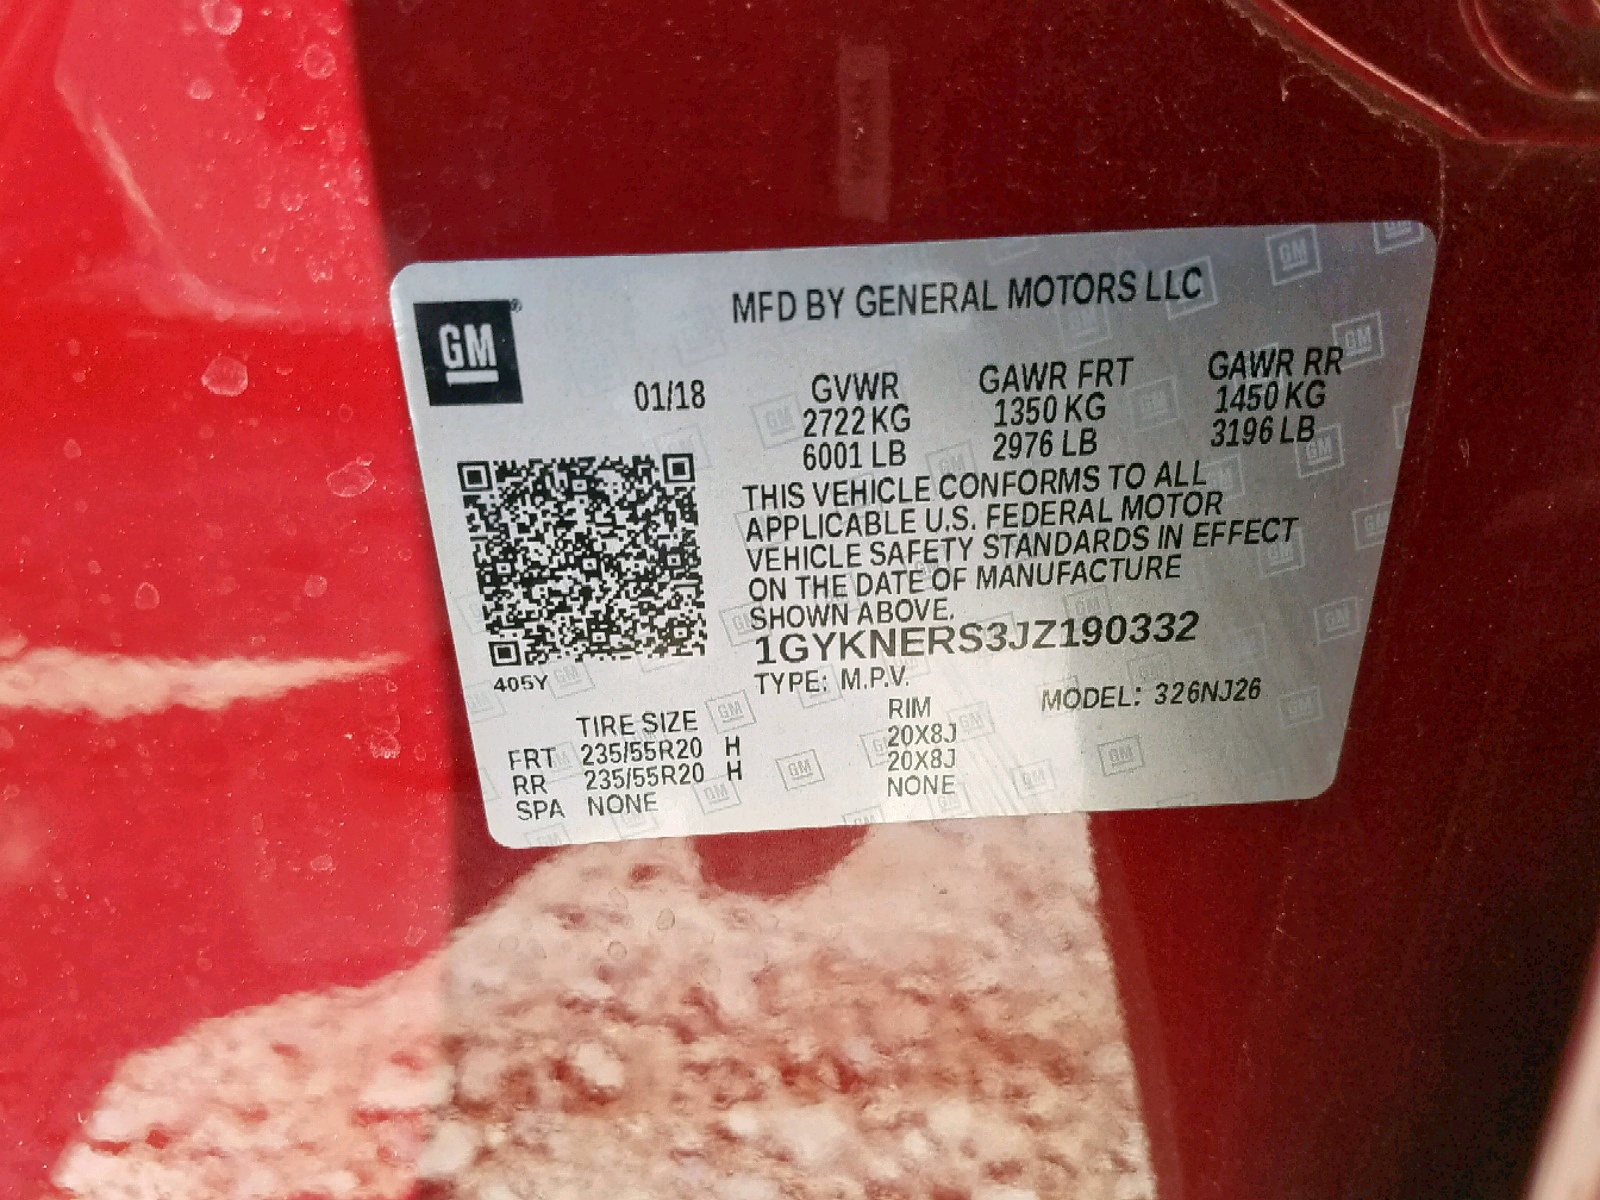 GM®
MFD BY GENERAL MOTORS LLC
01/18
GVWR
2722 KG
6001 LB
GAWR FRT
1350 KG
2976 LB
GAWR RR
1450 KG
3196 LB
THIS VEHICLE CONFORMS TO ALL
APPLICABLE U.S. FEDERAL MOTOR
VEHICLE SAFETY STANDARDS IN EFFECT
ON THE DATE OF MANUFACTURE
SHOWN ABOVE.
1GYKNERS3JZ190332
405Y
TYPE: M.P.V.
MODEL: 326NJ26
TIRE SIZE RIM
FRT 235/55R20 H 20X8J
RR 235/55R20 H 20X8J
SPA NONE NONE